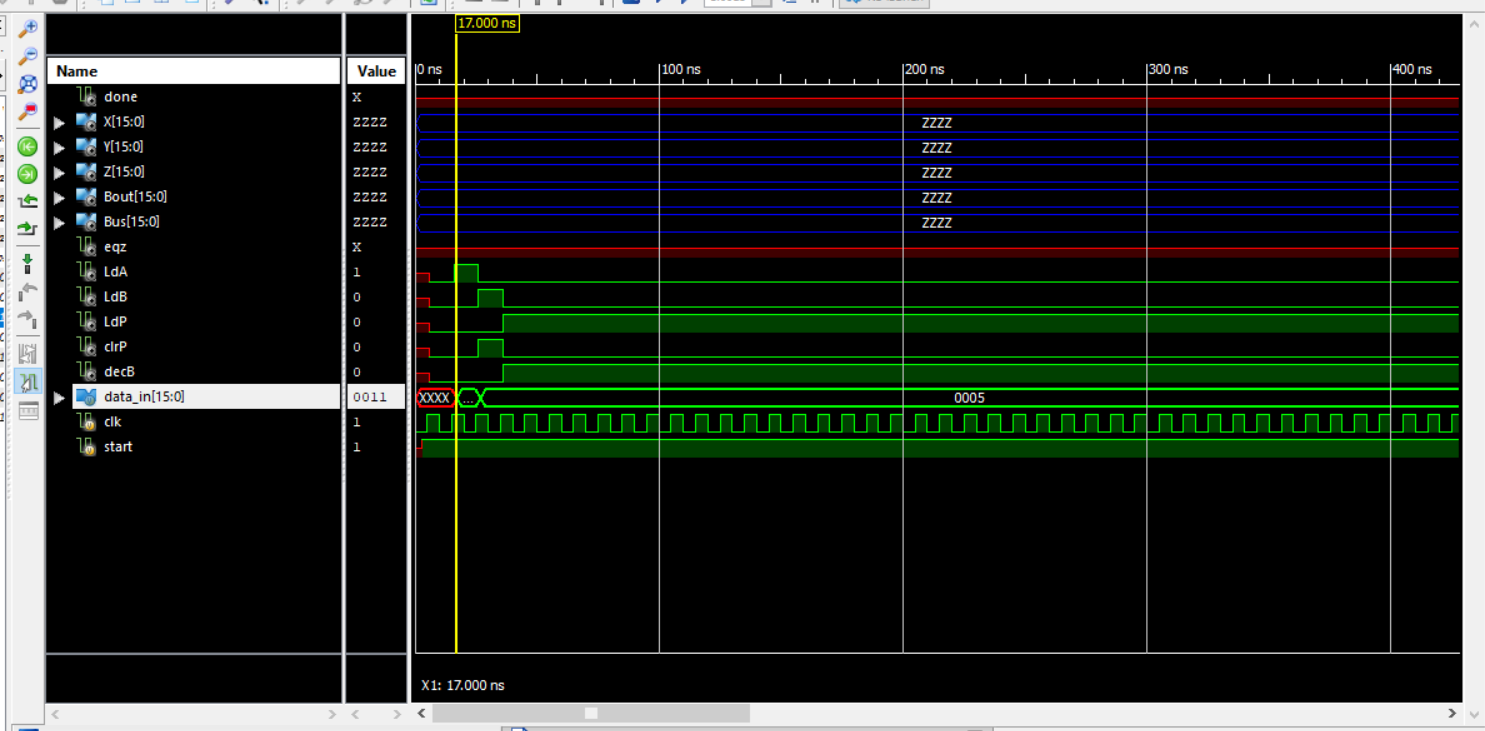 17.000 ns
Name Value 0 ns 100 ns 200 ns 300 ns 400 ns
done X
X[15:0] ZZZZ ZZZZ
Y[15:0] ZZZZ ZZZZ
Z[15:0] ZZZZ ZZZZ
Bout[15:0] ZZZZ ZZZZ
Bus[15:0] ZZZZ ZZZZ
eqz X
LdA 1
LdB 0
LdP 0
clrP 0
decB 0
data_in[15:0] 0011 XXXX ... 0005
clk 1
start 1
X1: 17.000 ns